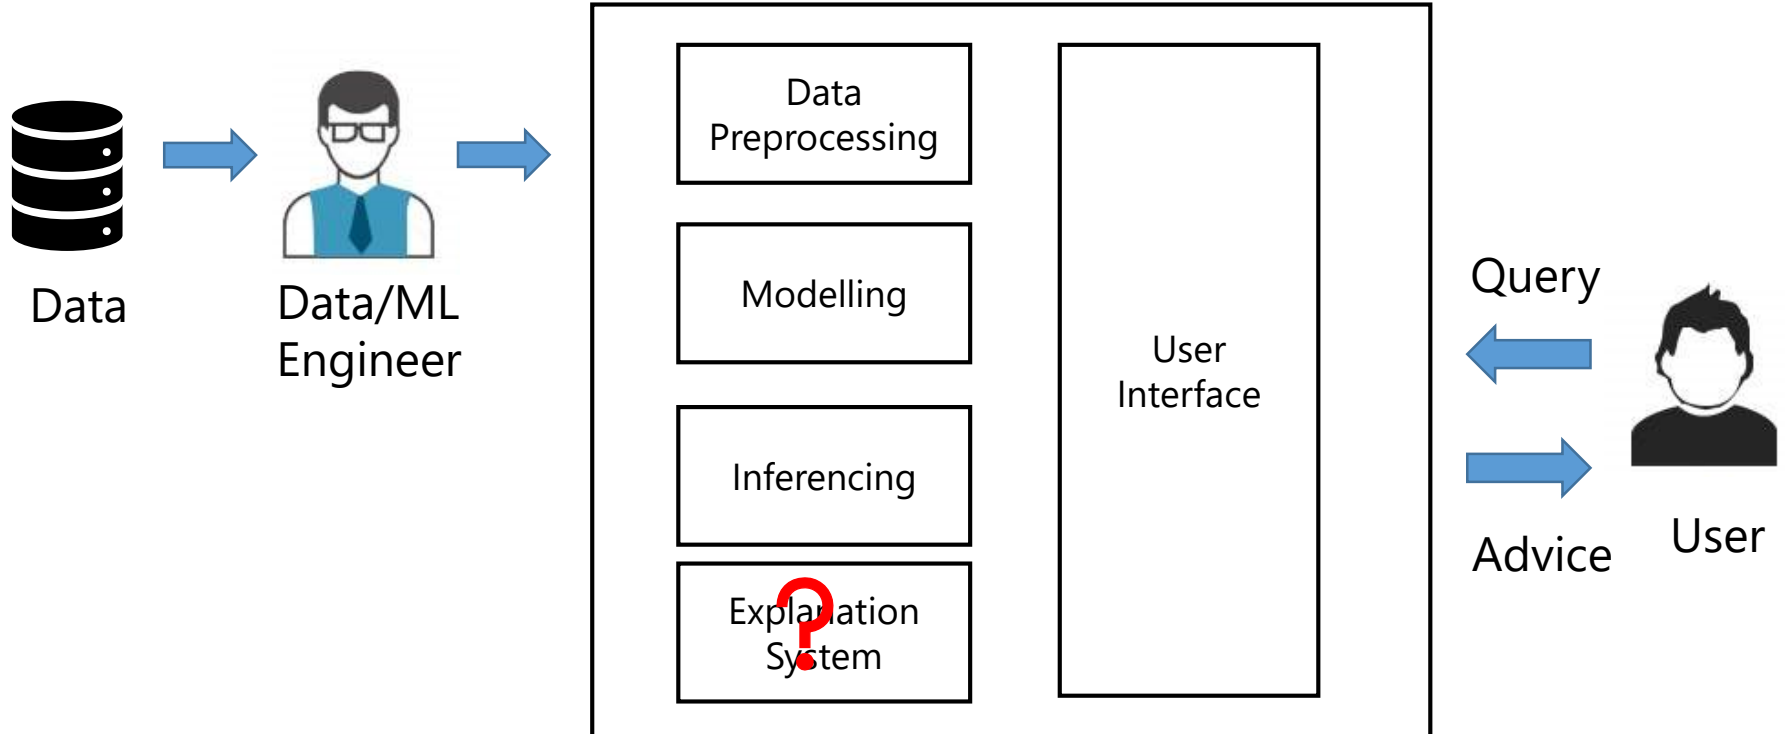 Data
Data/ML
Engineer
Data
Preprocessing
Modelling
Inferencing
Explanation
System
?
User
Interface
Query
Advice
User